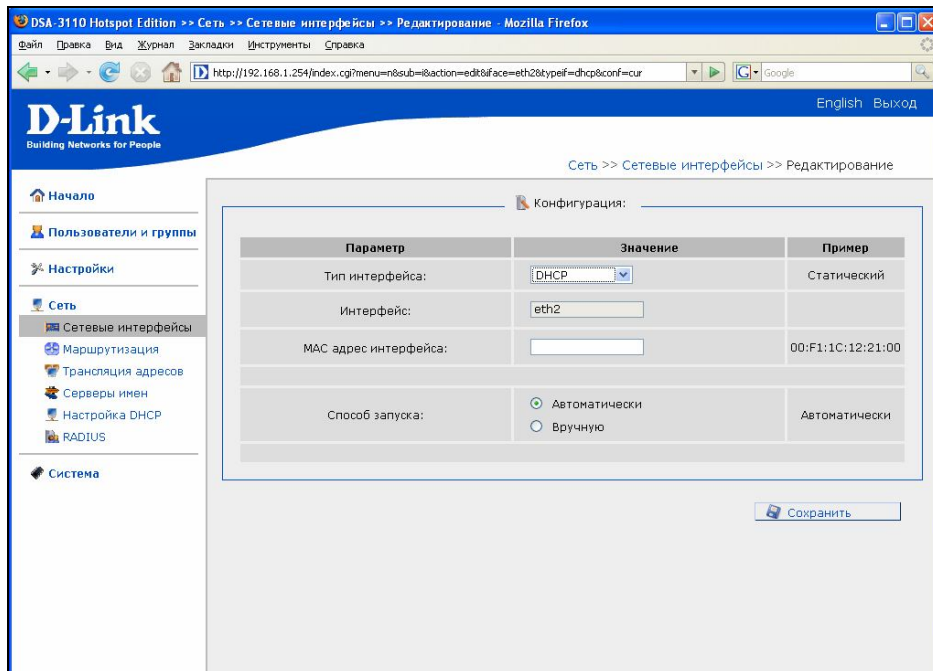 DSA-3110 Hotspot Edition >> Сеть >> Сетевые интерфейсы >> Редактирование - Mozilla Firefox
Файл Правка Вид Журнал Закладки Инструменты Справка
http://192.168.1.254/index.cgi?menu=n&sub=i&action=edit&iface=eth2&typeif=dhcp&conf=cur
Google
English Выход
D-Link
Building Networks for People
Сеть >> Сетевые интерфейсы >> Редактирование
Начало
Пользователи и группы
Настройки
Сеть
Сетевые интерфейсы
Маршрутизация
Трансляция адресов
Серверы имен
Настройка DHCP
RADIUS
Система
Конфигурация:
Параметр Значение Пример
Тип интерфейса: DHCP Статический
Интерфейс: eth2
MAC адрес интерфейса: 00:F1:1C:12:21:00
Способ запуска: Автоматически Автоматически
Вручную
Сохранить